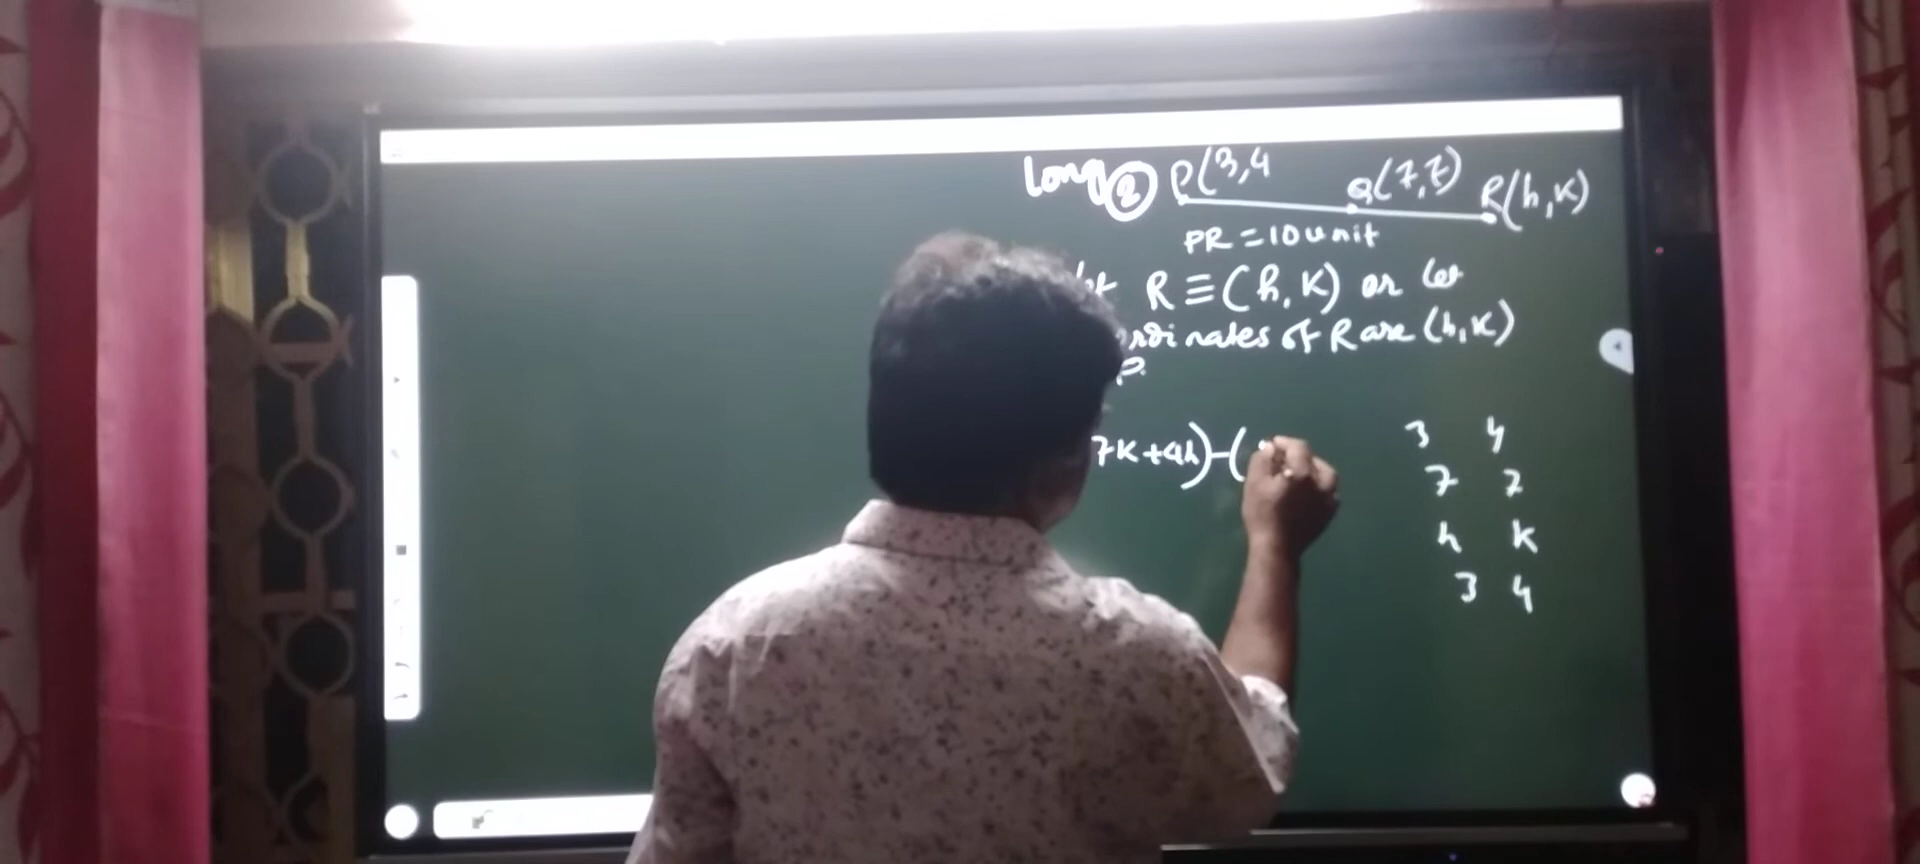 Long 2 P(3,4 Q(7,7) R(h,k)
PR = 10 unit
R ≡ (h, k) or let
ordinates of R are (h, k)
P.
7k + 4h) - (
3 4
7 7
h k
3 4